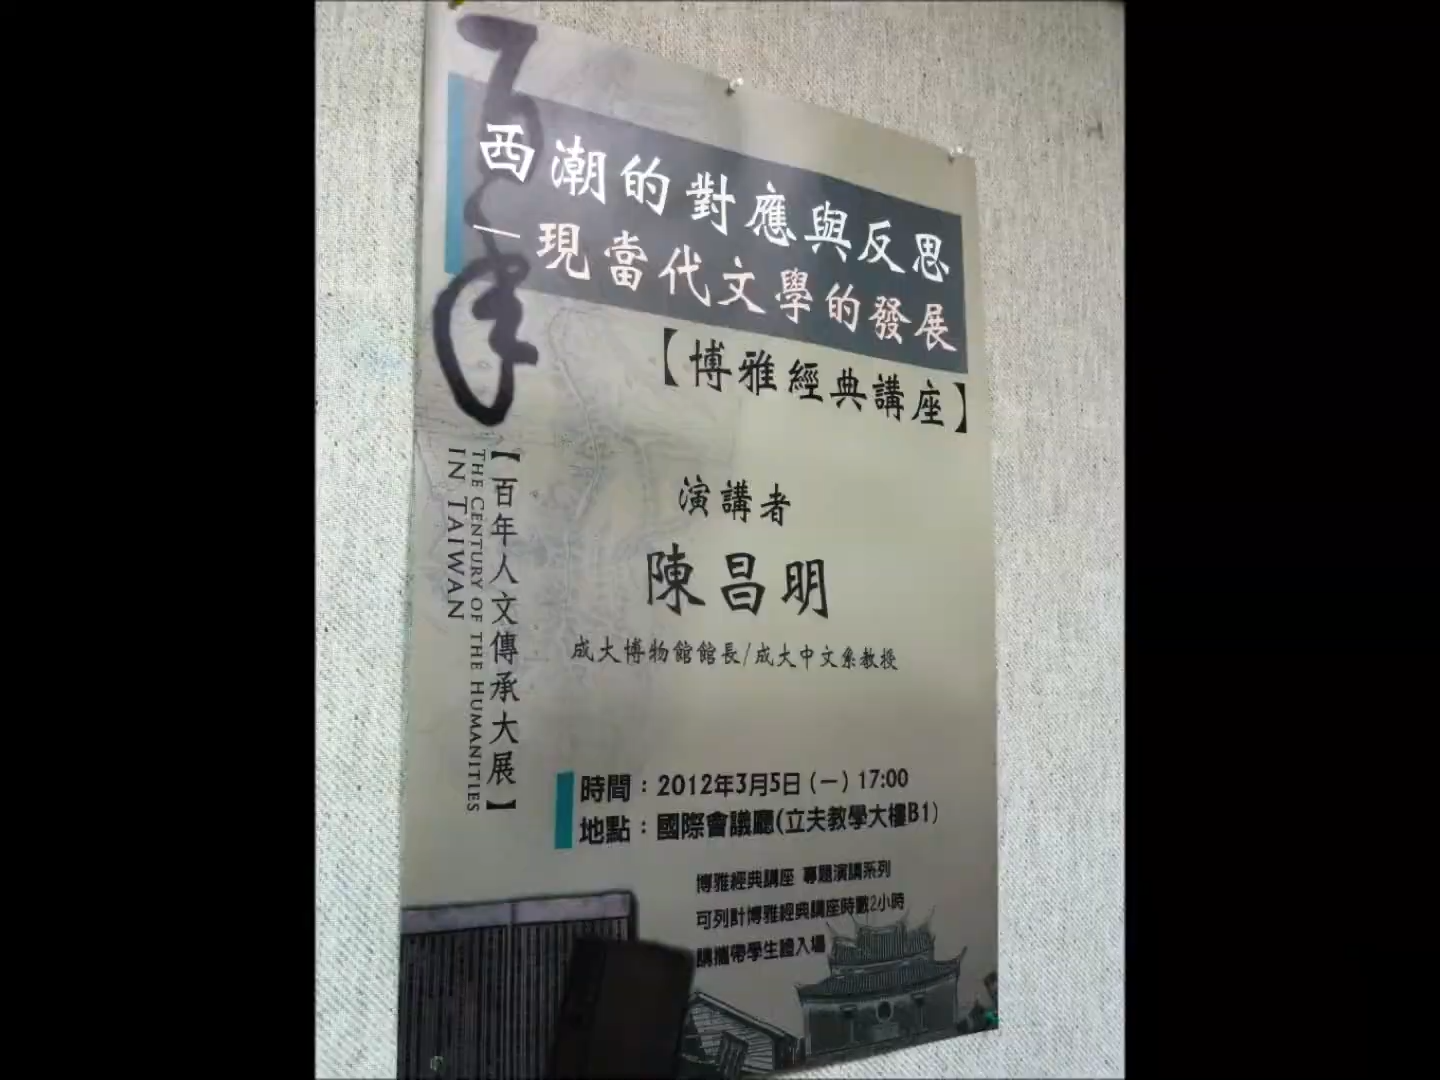 百年
西潮的對應與反思
—現當代文學的發展
【博雅經典講座】
【百年人文傳承大展】
THE CENTURY OF THE HUMANITIES
IN TAIWAN
演講者
陳昌明
成大博物館館長/成大中文系教授
時間：2012年3月5日（一）17:00
地點：國際會議廳(立夫教學大樓B1)
博雅經典講座 專題演講系列
可列計博雅經典講座時數2小時
請攜帶學生證入場